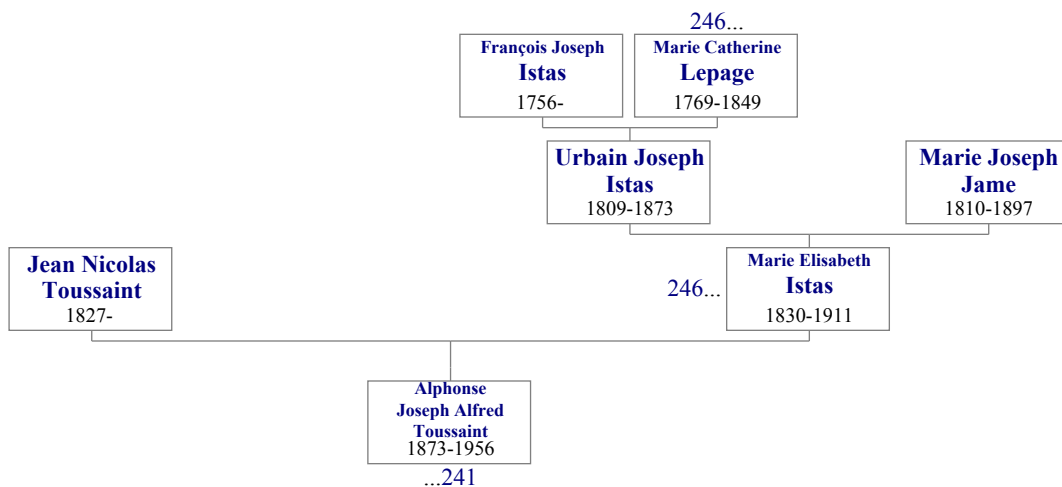 246...
François Joseph
Istas
1756-
Marie Catherine
Lepage
1769-1849
Urbain Joseph
Istas
1809-1873
Marie Joseph
Jame
1810-1897
Jean Nicolas
Toussaint
1827-
246...
Marie Elisabeth
Istas
1830-1911
Alphonse
Joseph Alfred
Toussaint
1873-1956
...241